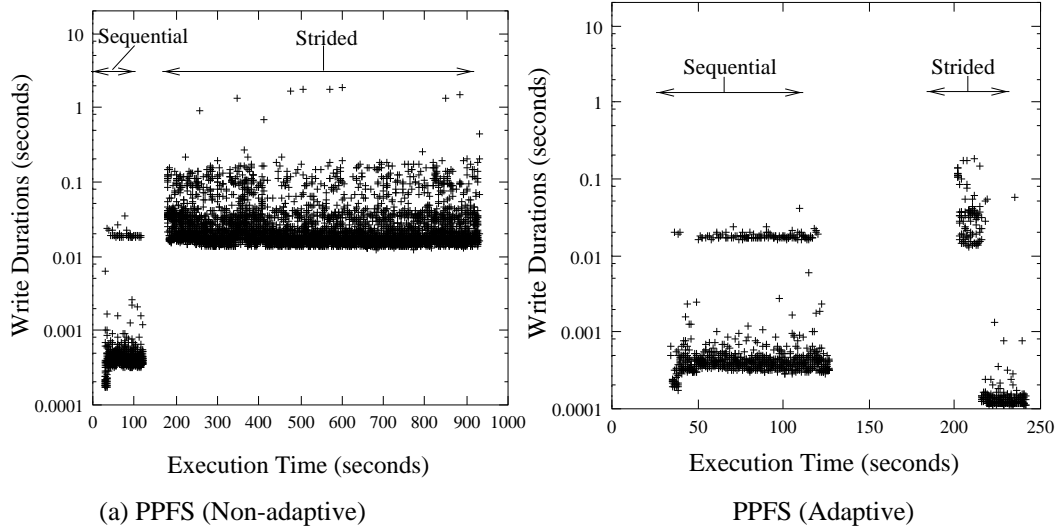 10
1
0.1
0.01
0.001
0.0001
Write Durations (seconds)
Sequential
Strided
0 100 200 300 400 500 600 700 800 900 1000
Execution Time (seconds)
(a) PPFS (Non-adaptive)
10
1
0.1
0.01
0.001
0.0001
Write Durations (seconds)
Sequential
Strided
0 50 100 150 200 250
Execution Time (seconds)
PPFS (Adaptive)